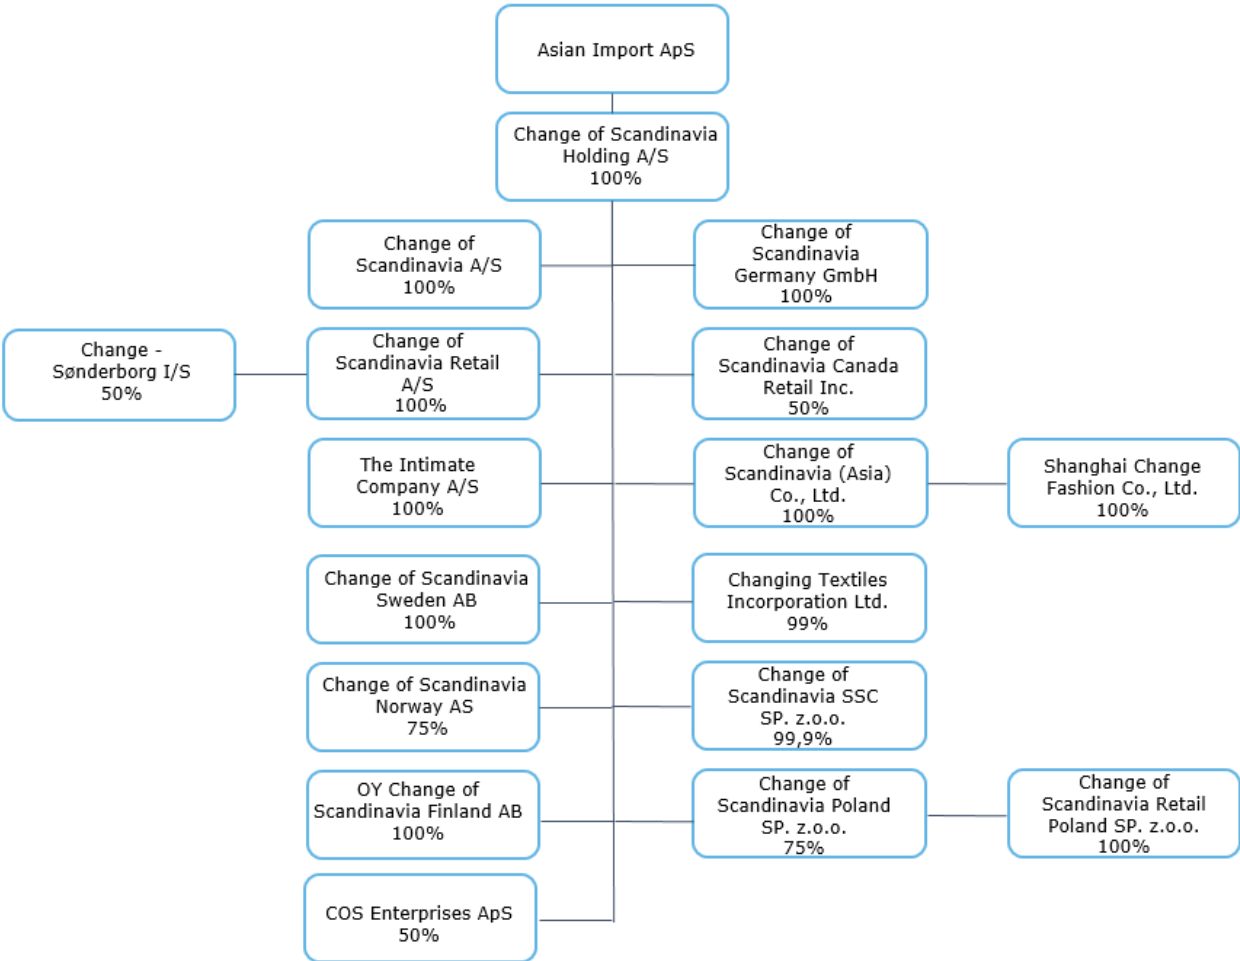 Asian Import ApS
Change of Scandinavia
Holding A/S
100%
Change of
Scandinavia A/S
100%
Change of
Scandinavia
Germany GmbH
100%
Change -
Sønderborg I/S
50%
Change of
Scandinavia Retail
A/S
100%
Change of
Scandinavia Canada
Retail Inc.
50%
The Intimate
Company A/S
100%
Change of
Scandinavia (Asia)
Co., Ltd.
100%
Shanghai Change
Fashion Co., Ltd.
100%
Change of Scandinavia
Sweden AB
100%
Changing Textiles
Incorporation Ltd.
99%
Change of Scandinavia
Norway AS
75%
Change of
Scandinavia SSC
SP. z.o.o.
99,9%
OY Change of
Scandinavia Finland AB
100%
Change of
Scandinavia Poland
SP. z.o.o.
75%
Change of
Scandinavia Retail
Poland SP. z.o.o.
100%
COS Enterprises ApS
50%